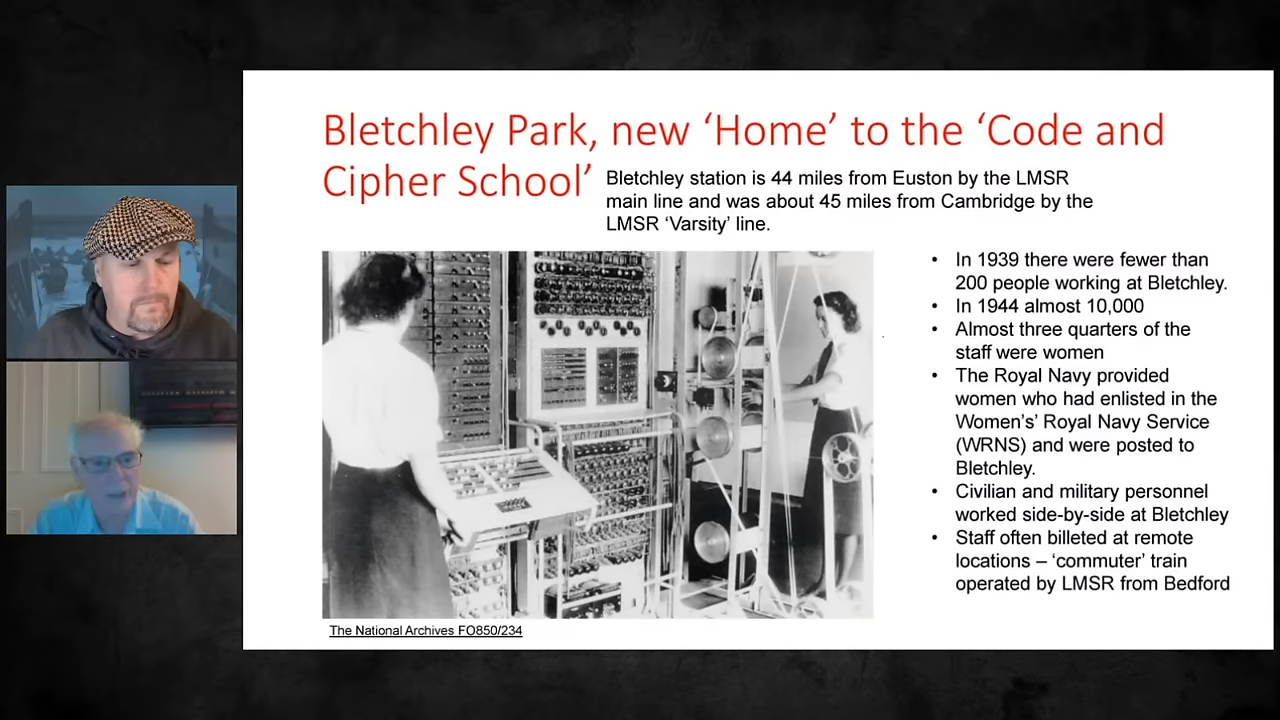 Bletchley Park, new ‘Home’ to the ‘Code and
Cipher School’
Bletchley station is 44 miles from Euston by the LMSR
main line and was about 45 miles from Cambridge by the
LMSR ‘Varsity’ line.
• In 1939 there were fewer than
200 people working at Bletchley.
• In 1944 almost 10,000
• Almost three quarters of the
staff were women
• The Royal Navy provided
women who had enlisted in the
Women’s’ Royal Navy Service
(WRNS) and were posted to
Bletchley.
• Civilian and military personnel
worked side-by-side at Bletchley
• Staff often billeted at remote
locations – ‘commuter’ train
operated by LMSR from Bedford
The National Archives FO850/234